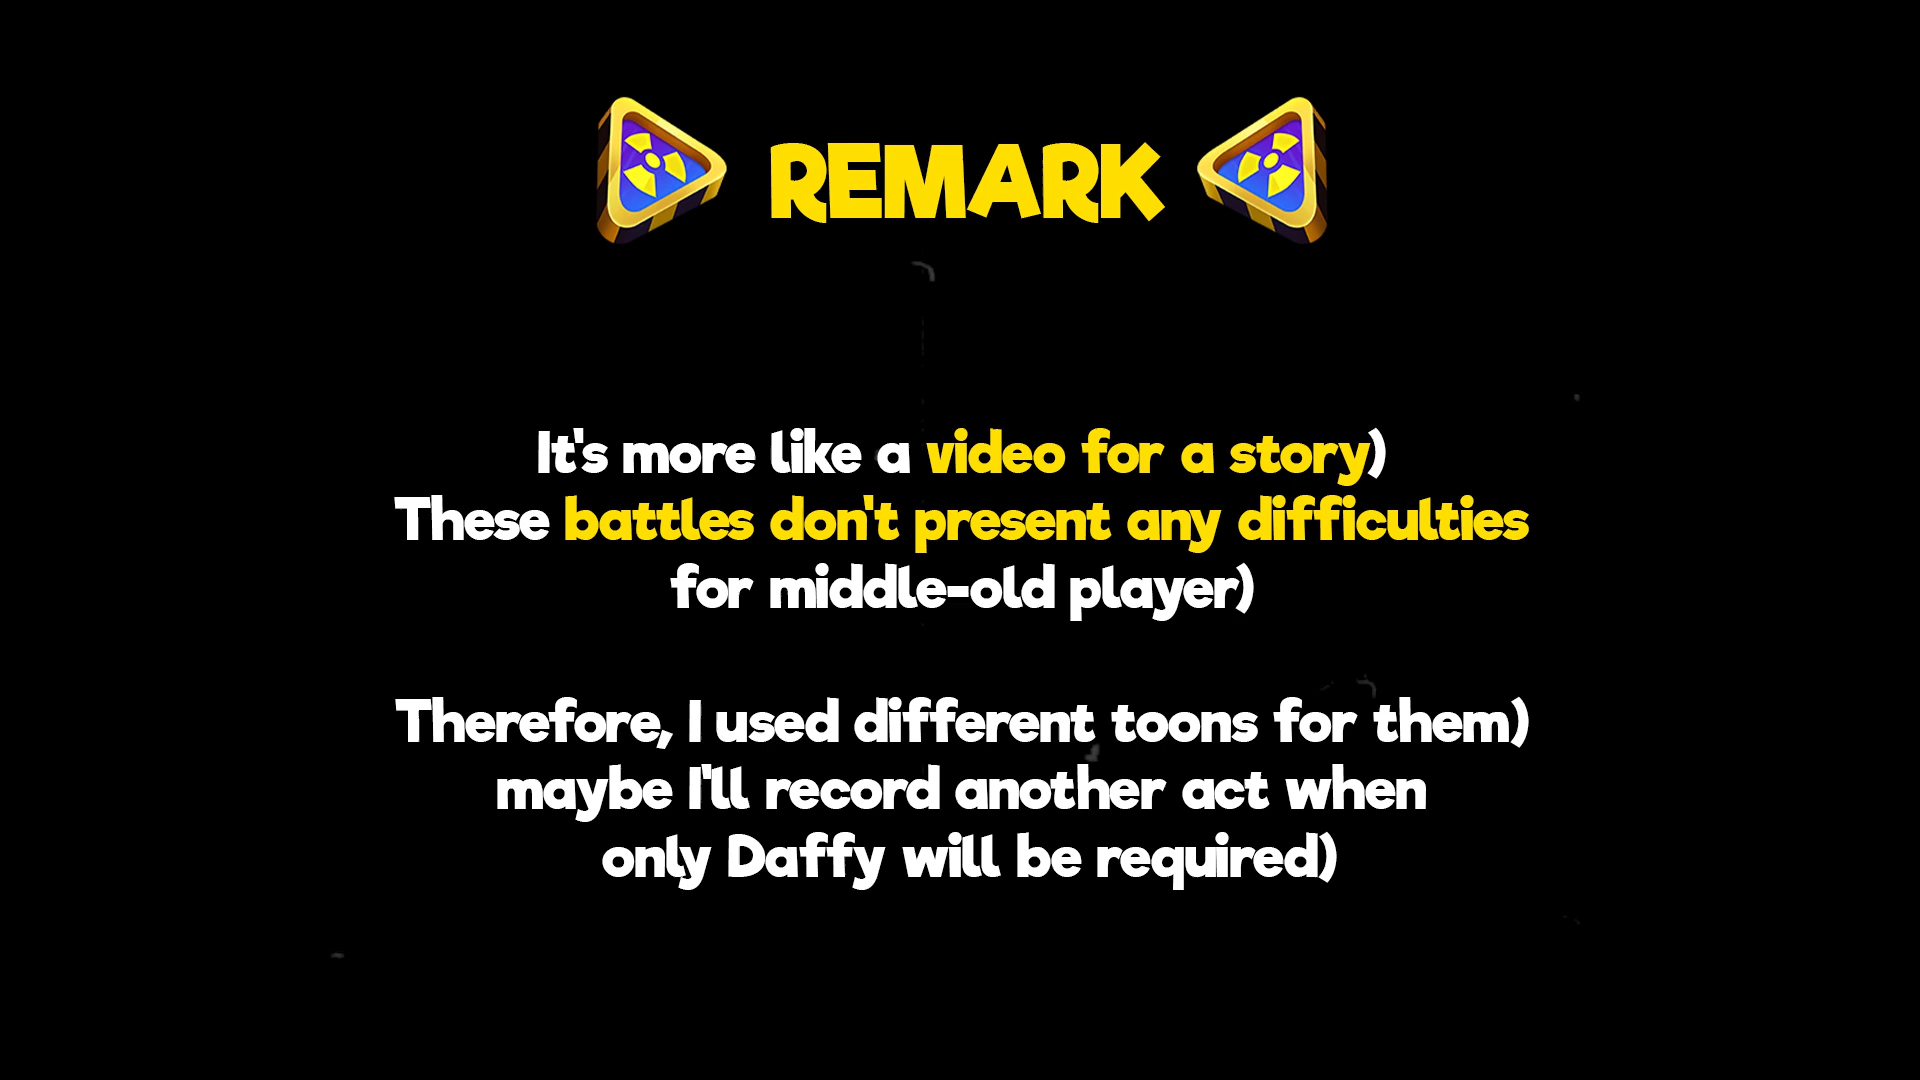 REMARK
It's more like a video for a story)
These battles don't present any difficulties
for middle-old player)
Therefore, I used different toons for them)
maybe I'll record another act when
only Daffy will be required)